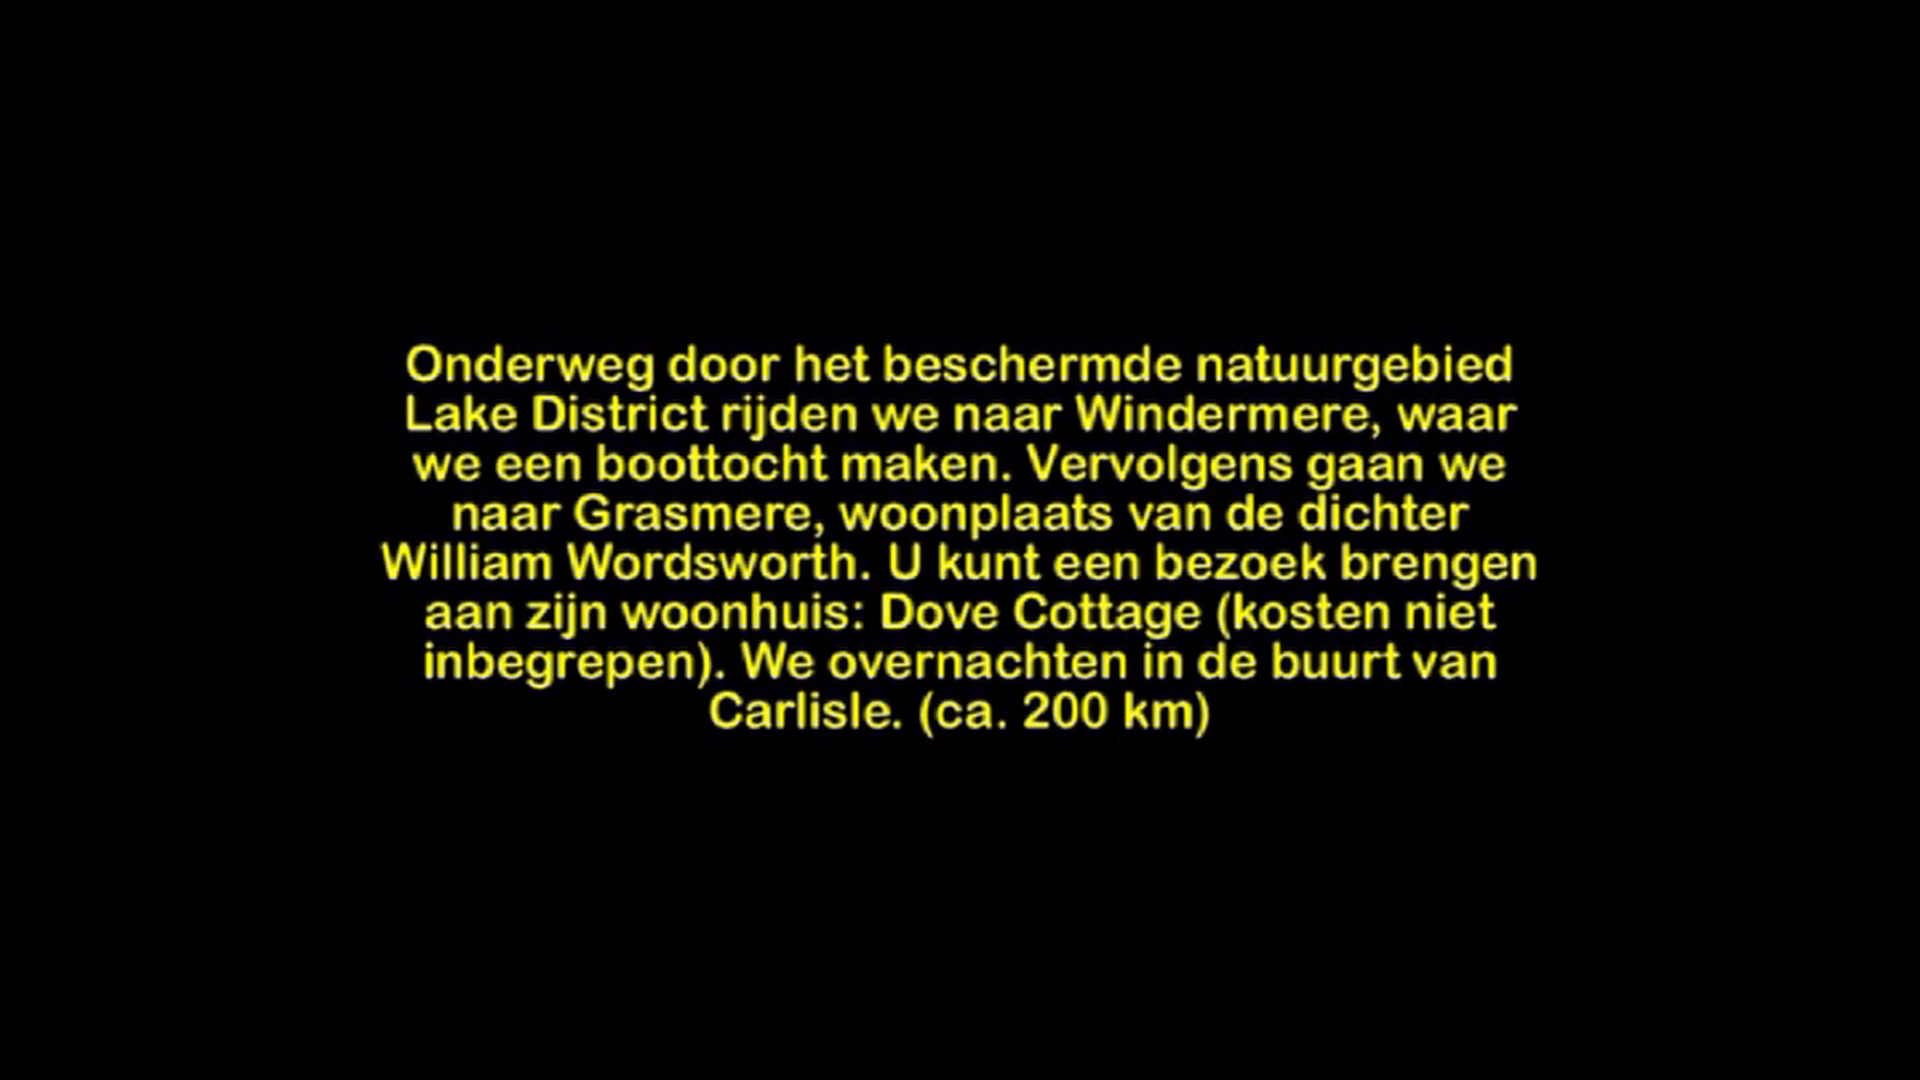 Onderweg door het beschermde natuurgebied
Lake District rijden we naar Windermere, waar
we een boottocht maken. Vervolgens gaan we
naar Grasmere, woonplaats van de dichter
William Wordsworth. U kunt een bezoek brengen
aan zijn woonhuis: Dove Cottage (kosten niet
inbegrepen). We overnachten in de buurt van
Carlisle. (ca. 200 km)